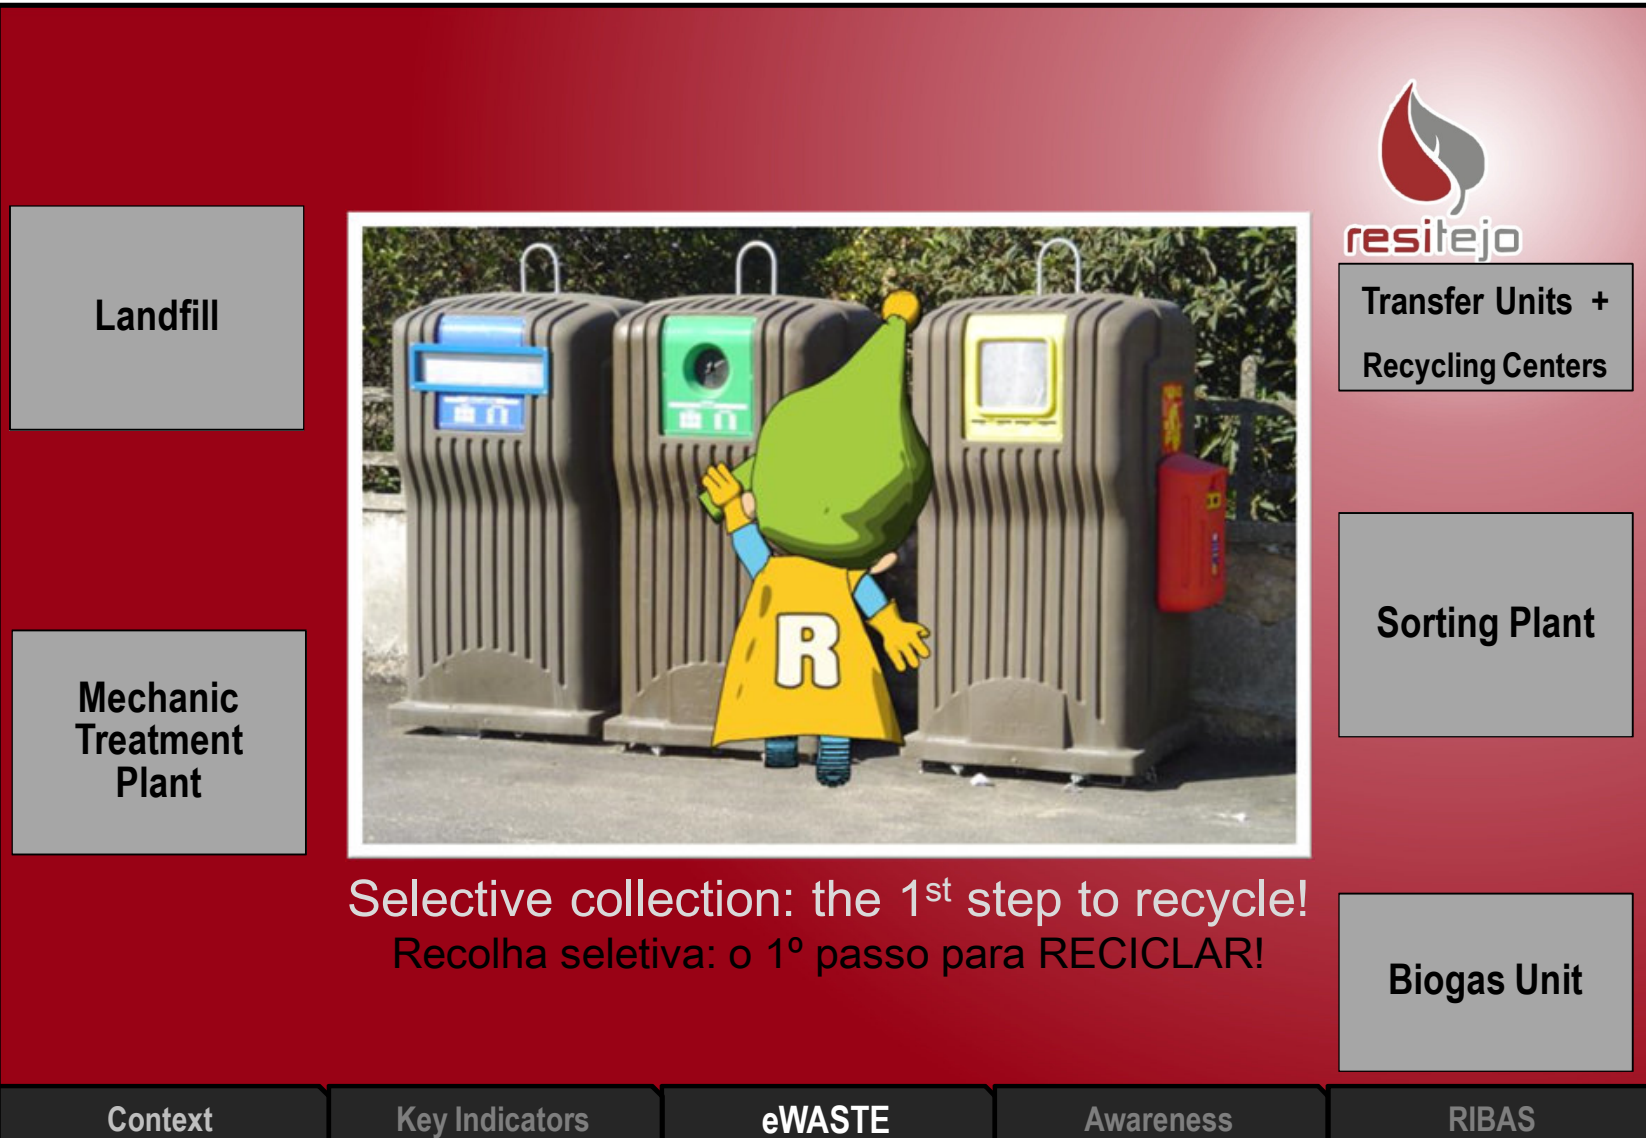 resitejo
Landfill
Transfer Units +
Recycling Centers
R
Sorting Plant
Mechanic
Treatment
Plant
Selective collection: the 1st step to recycle!
Recolha seletiva: o 1º passo para RECICLAR!
Biogas Unit
Context
Key Indicators
eWASTE
Awareness
RIBAS